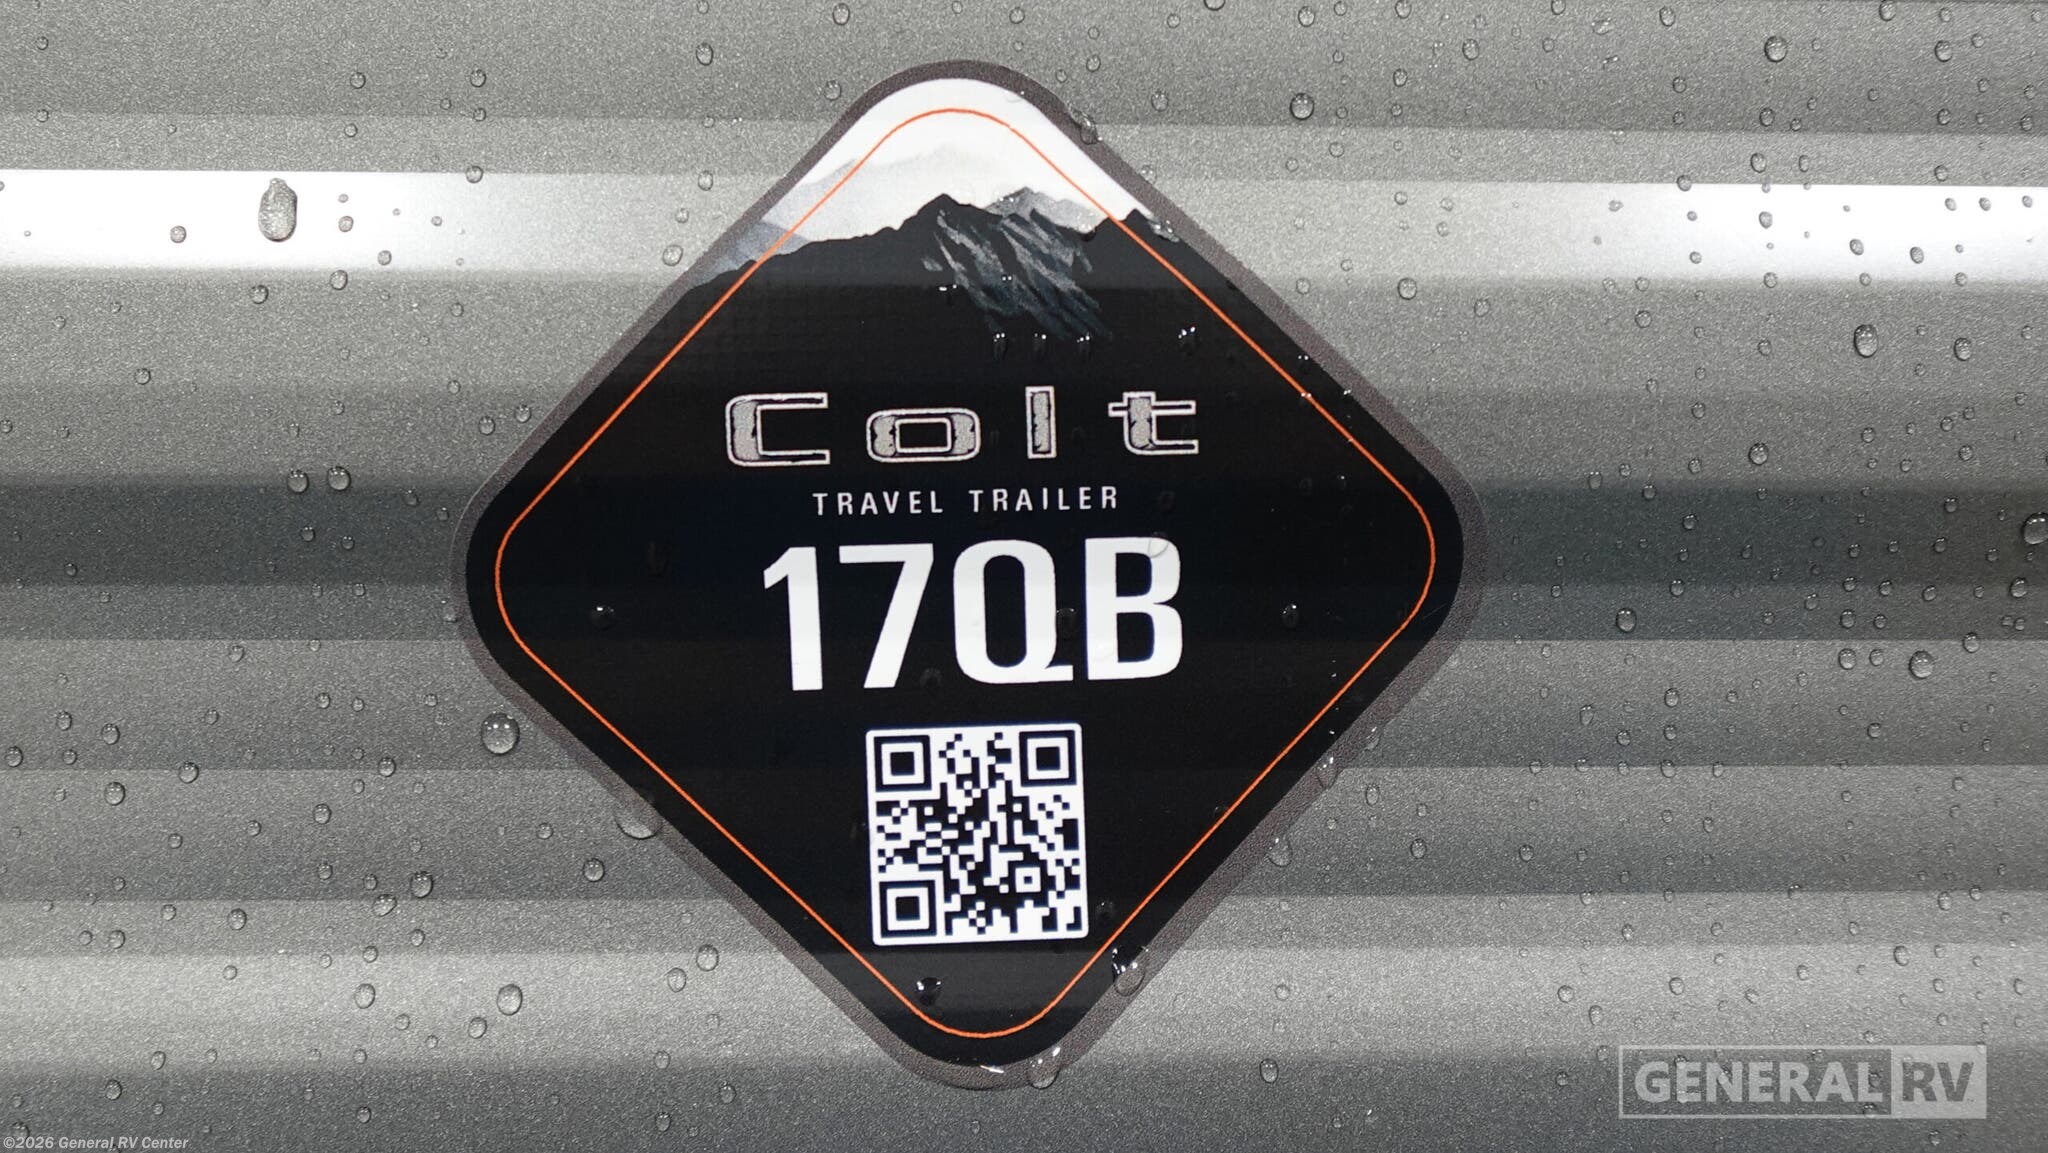 Colt
TRAVEL TRAILER
17QB
GENERAL RV
©2026 General RV Center